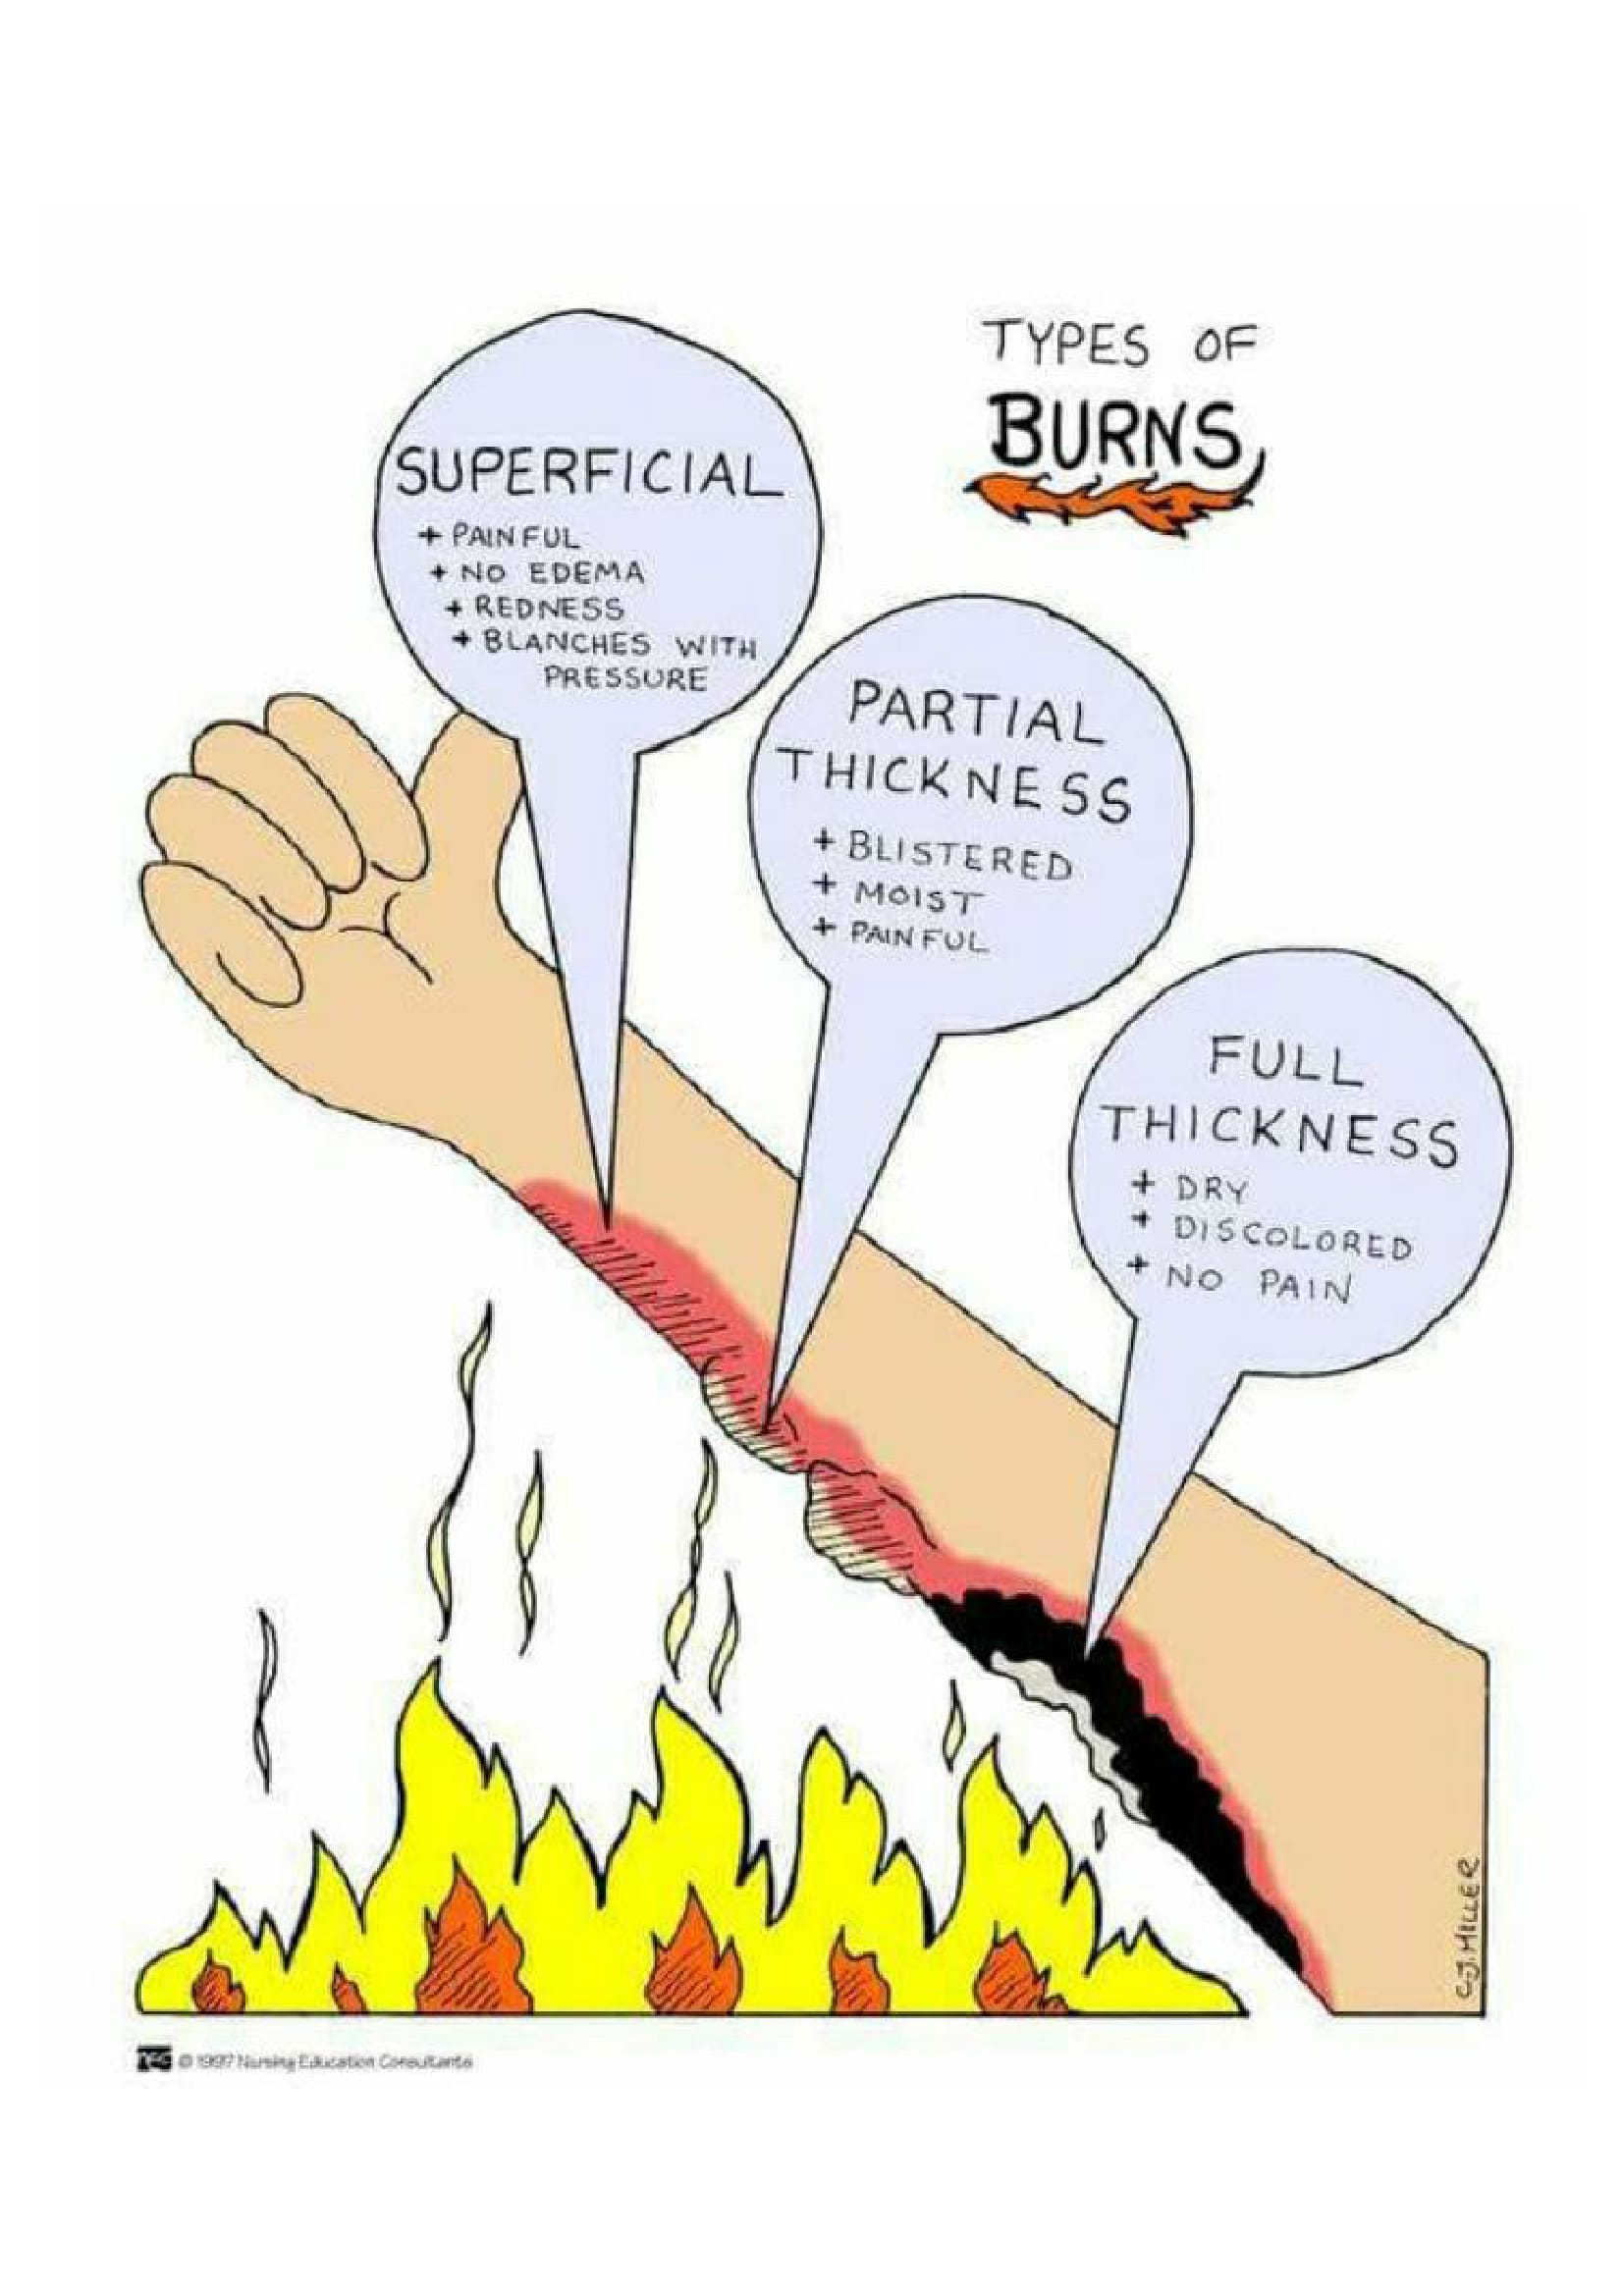 TYPES OF
BURNS
SUPERFICIAL
+ PAINFUL
+ NO EDEMA
+ REDNESS
+ BLANCHES WITH
PRESSURE
PARTIAL
THICKNESS
+ BLISTERED
+ MOIST
+ PAINFUL
FULL
THICKNESS
+ DRY
+ DISCOLORED
+ NO PAIN
C.J. MILLER
nec © 1997 Nursing Education Consultants